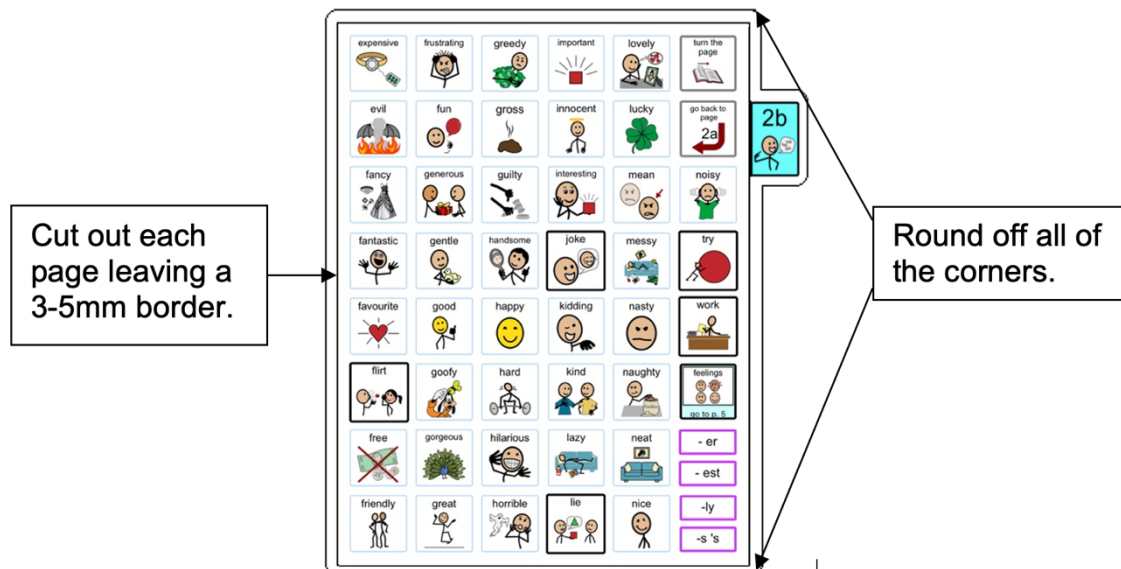 expensive frustrating greedy important lovely turn the
page
evil fun gross innocent lucky go back to
page
2a
2b
fancy generous guilty interesting mean noisy
Cut out each
page leaving a
3-5mm border.
Round off all of
the corners.
fantastic gentle handsome joke messy try
favourite good happy kidding nasty work
flirt goofy hard kind naughty feelings
go to p. 5
free gorgeous hilarious lazy neat - er
- est
friendly great horrible lie nice -ly
-s 's